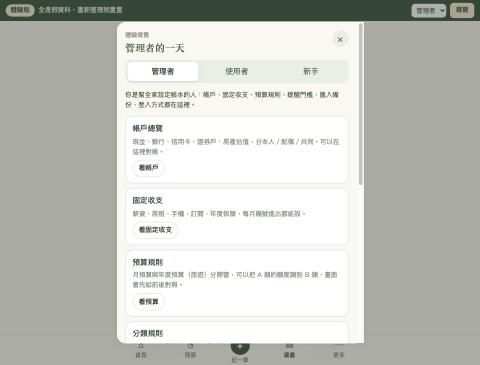 體驗版 全是假資料，重新整理就重置 管理者 導覽
體驗導覽
管理者的一天
×
管理者 使用者 新手
你是幫全家設定帳本的人：帳戶、固定收支、預算規則、提醒門檻、匯入備
份、登入方式都在這裡。
帳戶總覽
現金、銀行、信用卡、證券戶、房產估值，分本人 / 配偶 / 共同。可以在
這裡對帳。
看帳戶
固定收支
薪資、房租、手機、訂閱、年度保險，每月幾號進出都能設。
看固定收支
預算規則
月預算與年度預算（旅遊）分開管，可以把 A 類的額度調到 B 類，畫面
會先給前後對照。
看預算
分類規則
首頁 預算 記一筆 資產 更多